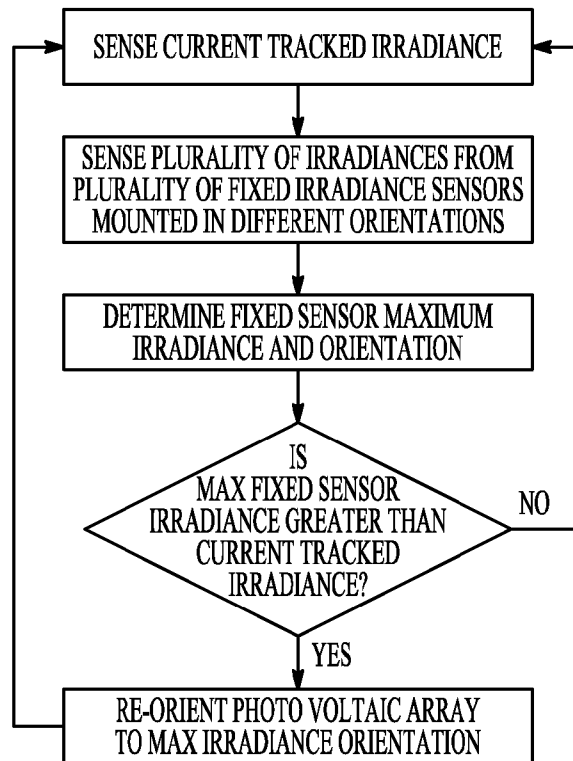 SENSE CURRENT TRACKED IRRADIANCE
SENSE PLURALITY OF IRRADIANCES FROM
PLURALITY OF FIXED IRRADIANCE SENSORS
MOUNTED IN DIFFERENT ORIENTATIONS
DETERMINE FIXED SENSOR MAXIMUM
IRRADIANCE AND ORIENTATION
IS
MAX FIXED SENSOR
IRRADIANCE GREATER THAN
CURRENT TRACKED
IRRADIANCE?
NO
YES
RE-ORIENT PHOTO VOLTAIC ARRAY
TO MAX IRRADIANCE ORIENTATION